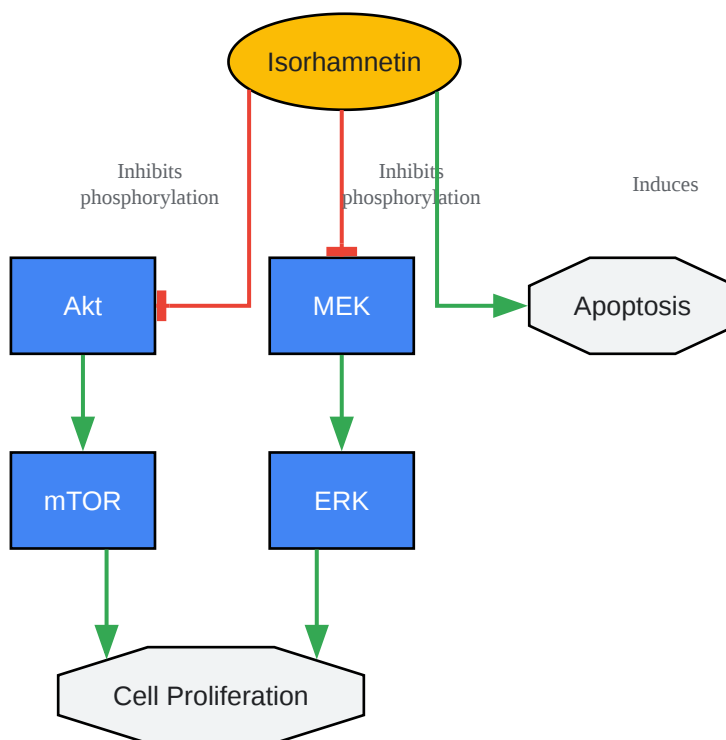 Isorhamnetin
Inhibits
phosphorylation
Inhibits
phosphorylation
Induces
Akt
MEK
Apoptosis
mTOR
ERK
Cell Proliferation